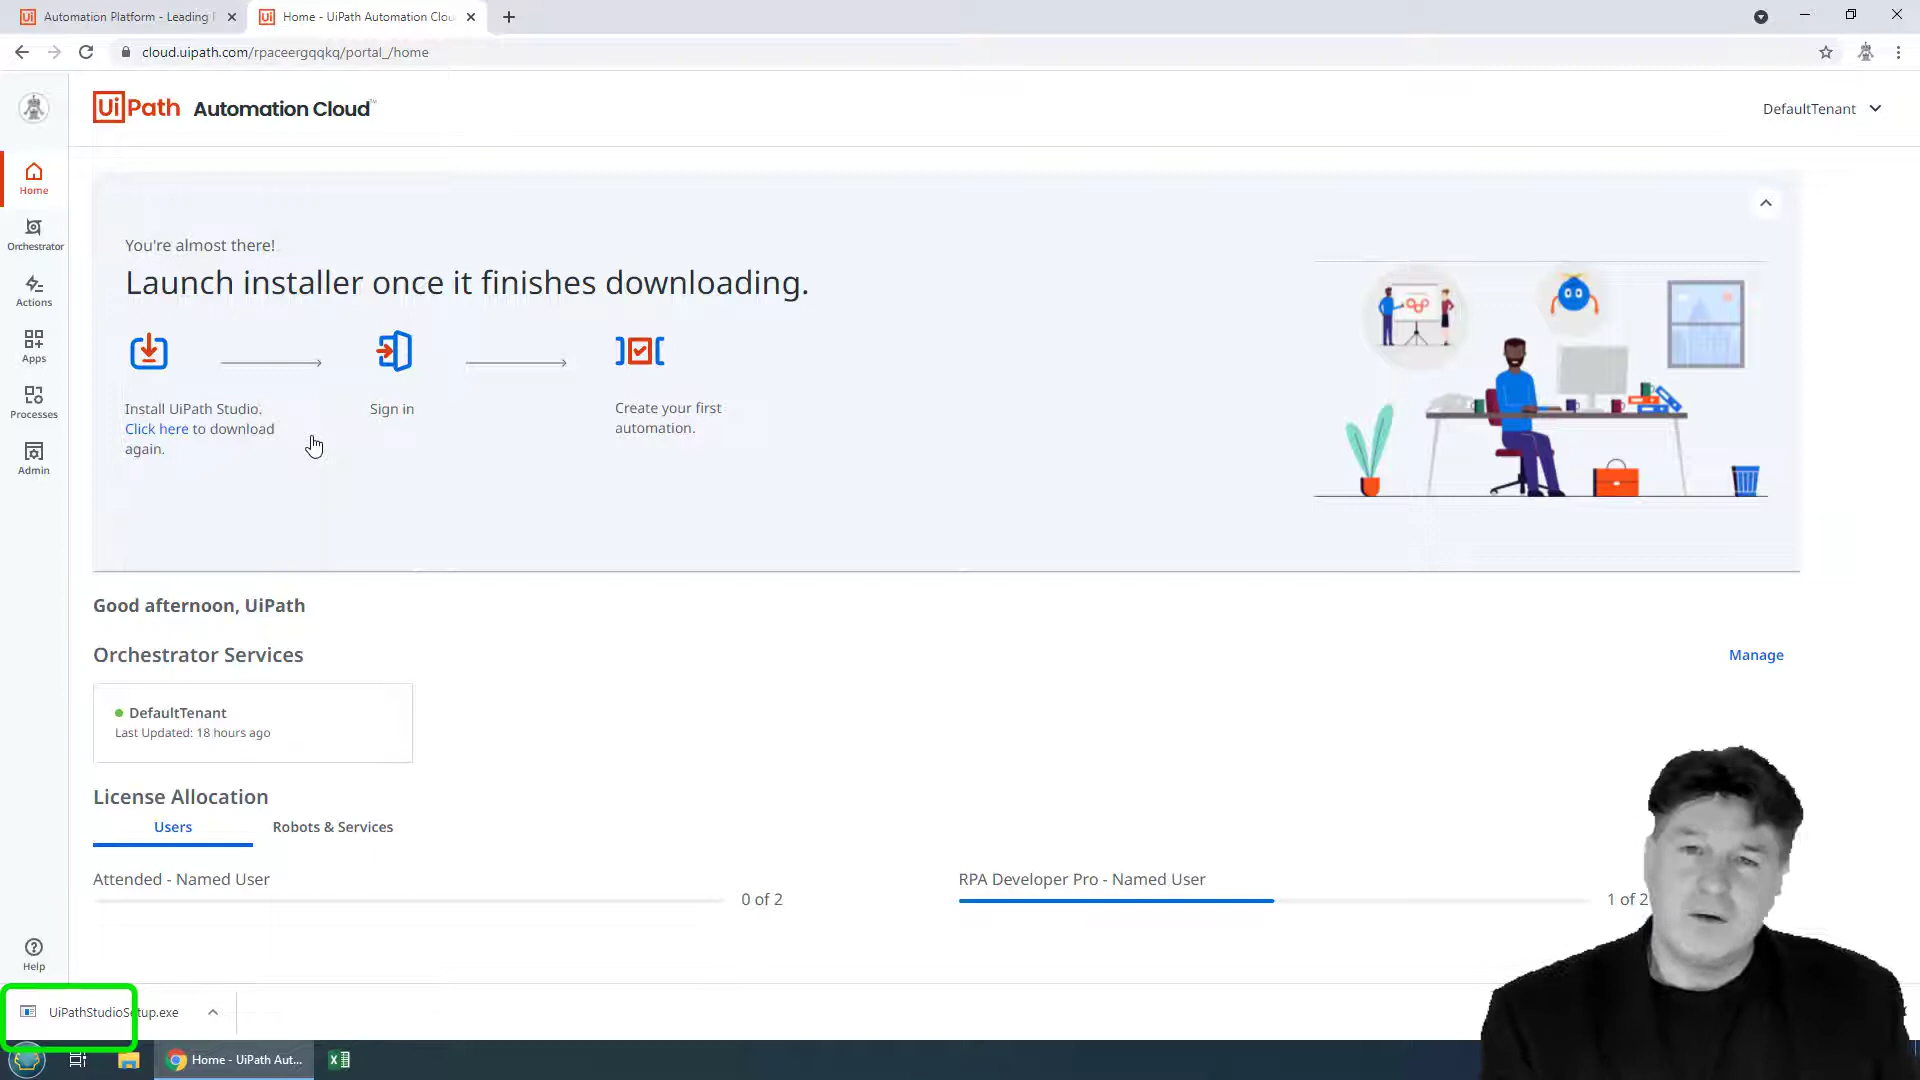 Automation Platform - Leading
Home - UiPath Automation Clou
cloud.uipath.com/rpaceergqqkq/portal_/home
UiPath Automation Cloud™
DefaultTenant
Home
Orchestrator
Actions
Apps
Processes
Admin
Help
You're almost there!
Launch installer once it finishes downloading.
Install UiPath Studio.
Click here to download
again.
Sign in
Create your first
automation.
Good afternoon, UiPath
Orchestrator Services
Manage
DefaultTenant
Last Updated: 18 hours ago
License Allocation
Users
Robots & Services
Attended - Named User
0 of 2
RPA Developer Pro - Named User
1 of 2
UiPathStudioSetup.exe
Home - UiPath Aut...